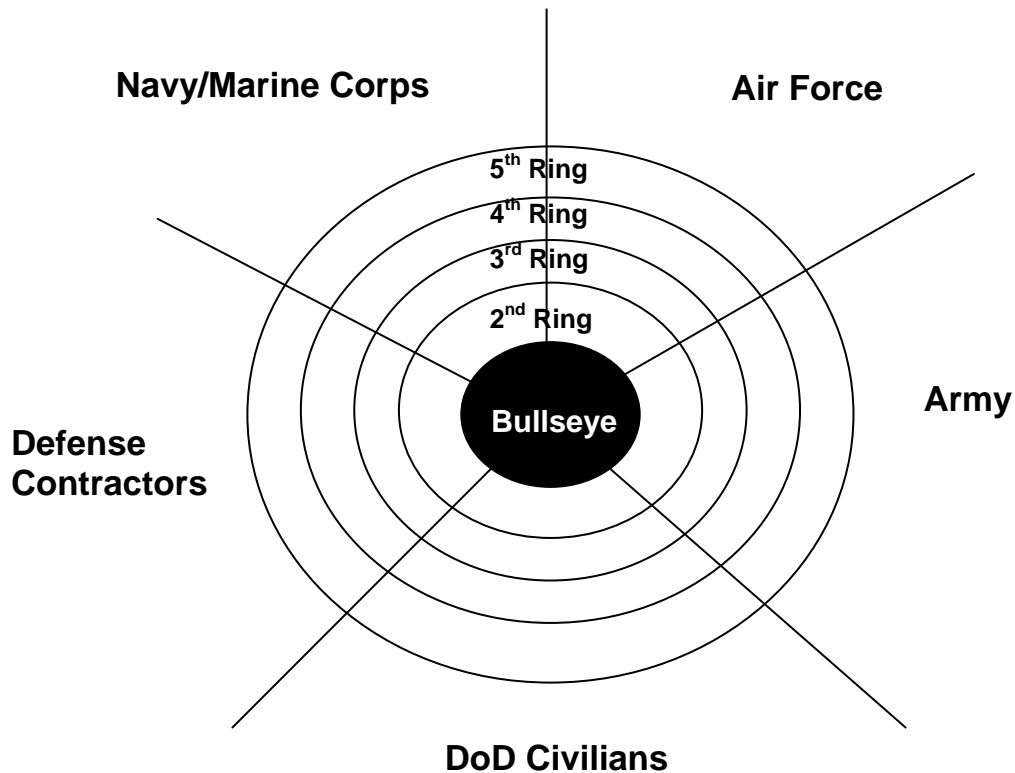 Navy/Marine Corps
Air Force
5th Ring
4th Ring
3rd Ring
2nd Ring
Bullseye
Army
Defense
Contractors
DoD Civilians